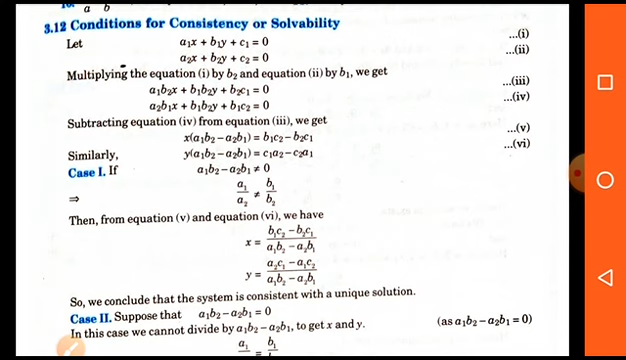 a b
3.12 Conditions for Consistency or Solvability
Let a₁x + b₁y + c₁ = 0 ...(i)
a₂x + b₂y + c₂ = 0 ...(ii)
Multiplying the equation (i) by b₂ and equation (ii) by b₁, we get
a₁b₂x + b₁b₂y + b₂c₁ = 0 ...(iii)
a₂b₁x + b₁b₂y + b₁c₂ = 0 ...(iv)
Subtracting equation (iv) from equation (iii), we get
x(a₁b₂ – a₂b₁) = b₁c₂ – b₂c₁ ...(v)
Similarly, y(a₁b₂ – a₂b₁) = c₁a₂ – c₂a₁ ...(vi)
Case I. If a₁b₂ – a₂b₁ ≠ 0
⇒ a₁/a₂ ≠ b₁/b₂
Then, from equation (v) and equation (vi), we have
x = (b₁c₂ – b₂c₁)/(a₁b₂ – a₂b₁)
y = (a₂c₁ – a₁c₂)/(a₁b₂ – a₂b₁)
So, we conclude that the system is consistent with a unique solution.
Case II. Suppose that a₁b₂ – a₂b₁ = 0
In this case we cannot divide by a₁b₂ – a₂b₁, to get x and y. (as a₁b₂ – a₂b₁ = 0)
a₁ = b₁